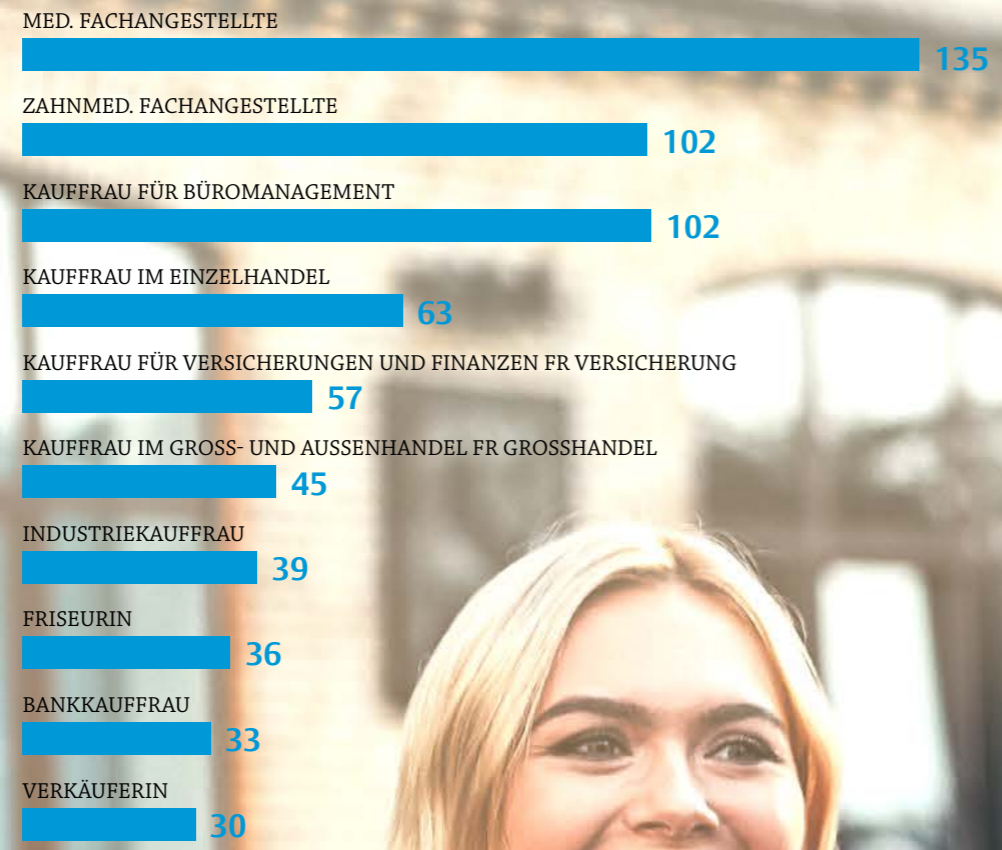 MED. FACHANGESTELLTE
135
ZAHNMED. FACHANGESTELLTE
102
KAUFFRAU FÜR BÜROMANAGEMENT
102
KAUFFRAU IM EINZELHANDEL
63
KAUFFRAU FÜR VERSICHERUNGEN UND FINANZEN FR VERSICHERUNG
57
KAUFFRAU IM GROSS- UND AUSSENHANDEL FR GROSSHANDEL
45
INDUSTRIEKAUFFRAU
39
FRISEURIN
36
BANKKAUFFRAU
33
VERKÄUFERIN
30